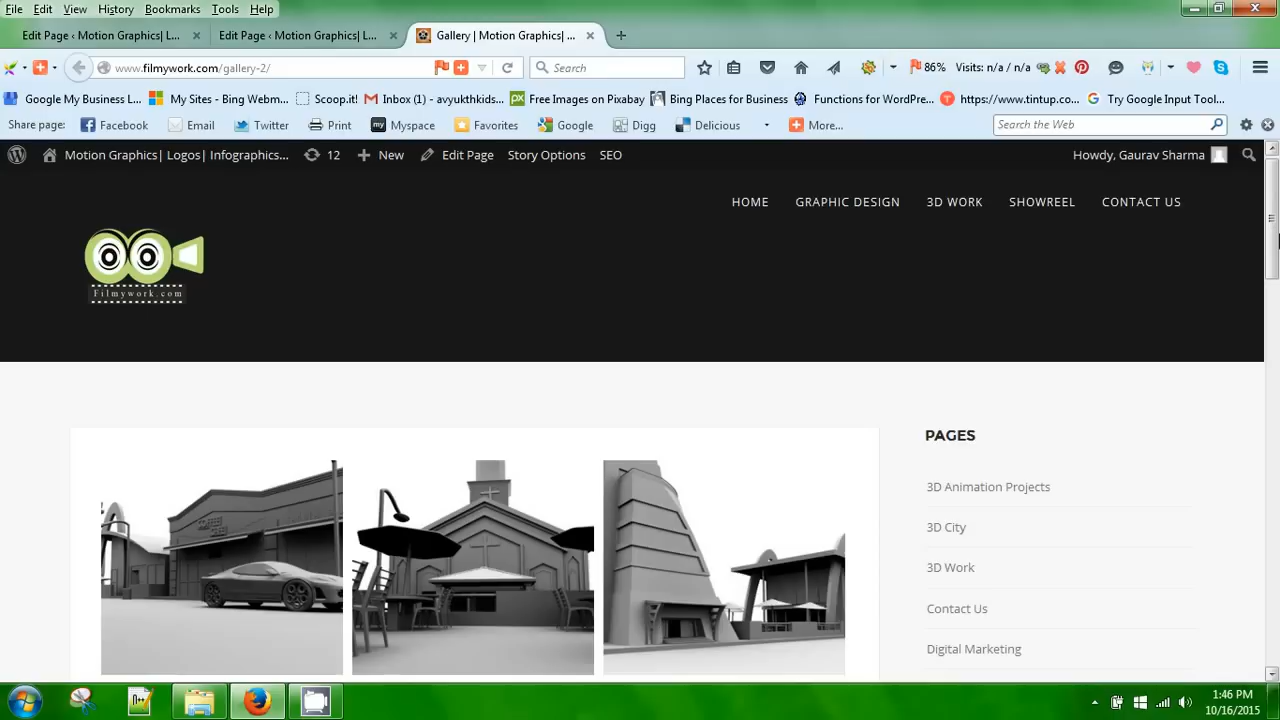 File Edit View History Bookmarks Tools Help
Edit Page ‹ Motion Graphics| L... Edit Page ‹ Motion Graphics| L... Gallery | Motion Graphics| ...
www.filmywork.com/gallery-2/ Search 86% Visits: n/a / n/a
Google My Business L... My Sites - Bing Webm... Scoop.it! Inbox (1) - avyukthkids... Free Images on Pixabay Bing Places for Business Functions for WordPre... https://www.tintup.co... Try Google Input Tool...
Share page: Facebook Email Twitter Print Myspace Favorites Google Digg Delicious More... Search the Web
Motion Graphics| Logos| Infographics... 12 New Edit Page Story Options SEO Howdy, Gaurav Sharma
HOME GRAPHIC DESIGN 3D WORK SHOWREEL CONTACT US
Filmywork.com
PAGES
3D Animation Projects
3D City
3D Work
Contact Us
Digital Marketing
1:46 PM
10/16/2015